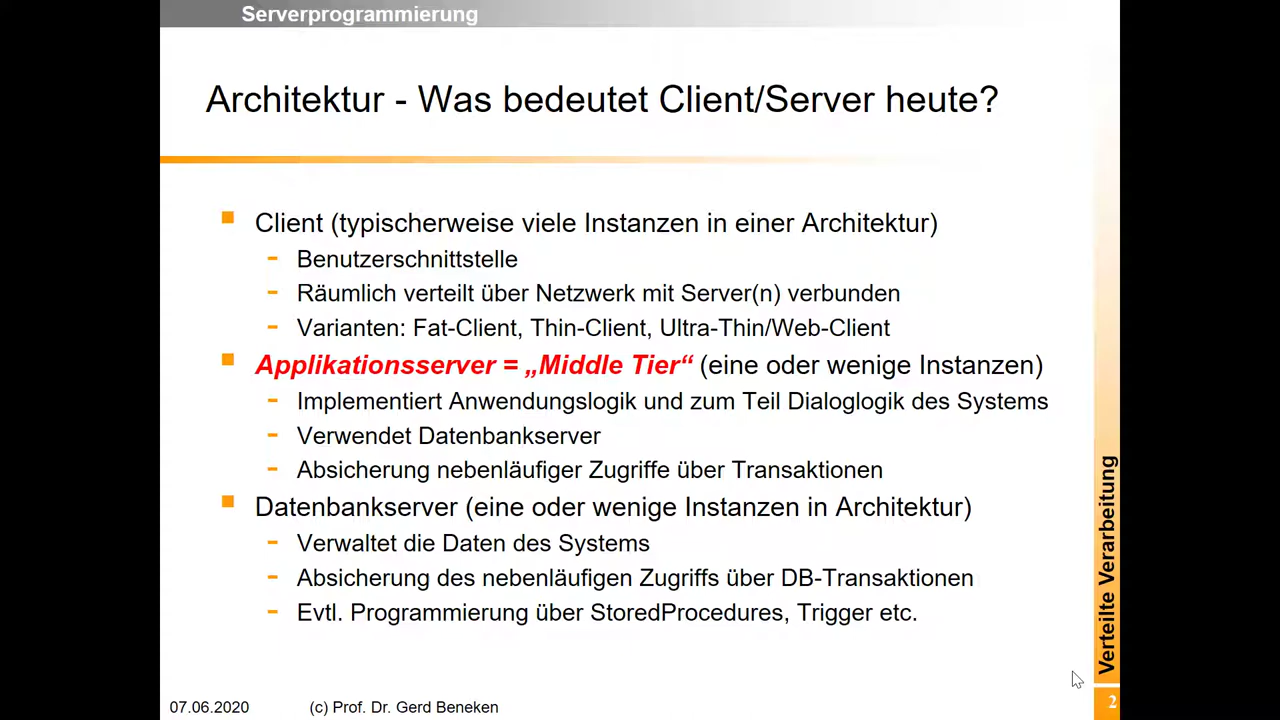 Serverprogrammierung
Architektur - Was bedeutet Client/Server heute?
Client (typischerweise viele Instanzen in einer Architektur)
- Benutzerschnittstelle
- Räumlich verteilt über Netzwerk mit Server(n) verbunden
- Varianten: Fat-Client, Thin-Client, Ultra-Thin/Web-Client
Applikationsserver = „Middle Tier“ (eine oder wenige Instanzen)
- Implementiert Anwendungslogik und zum Teil Dialoglogik des Systems
- Verwendet Datenbankserver
- Absicherung nebenläufiger Zugriffe über Transaktionen
Datenbankserver (eine oder wenige Instanzen in Architektur)
- Verwaltet die Daten des Systems
- Absicherung des nebenläufigen Zugriffs über DB-Transaktionen
- Evtl. Programmierung über StoredProcedures, Trigger etc.
Verteilte Verarbeitung
07.06.2020
(c) Prof. Dr. Gerd Beneken
2